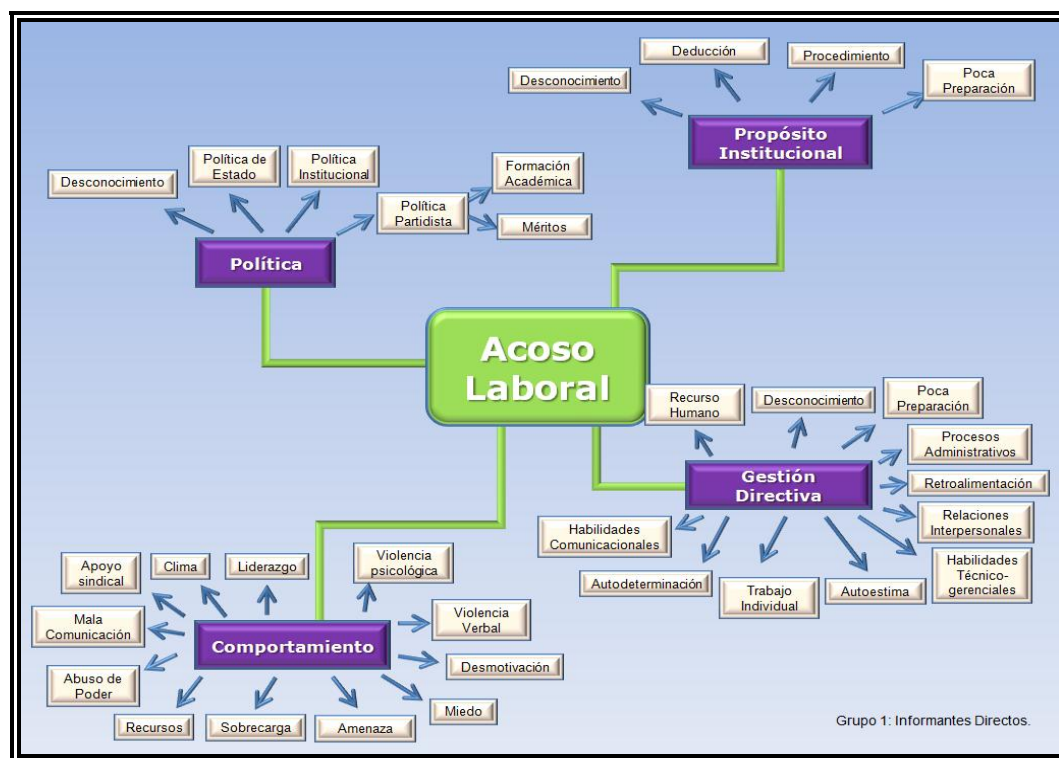 Deducción
Procedimiento
Desconocimiento
Poca
Preparación
Propósito
Institucional
Política de
Estado
Política
Institucional
Formación
Académica
Desconocimiento
Política
Partidista
Méritos
Política
Acoso
Laboral
Recurso
Humano
Desconocimiento
Poca
Preparación
Procesos
Administrativos
Gestión
Directiva
Retroalimentación
Relaciones
Interpersonales
Habilidades
Comunicacionales
Habilidades
Técnico-
gerenciales
Autodeterminación
Trabajo
Individual
Autoestima
Apoyo
sindical
Clima
Liderazgo
Violencia
psicológica
Mala
Comunicación
Violencia
Verbal
Comportamiento
Desmotivación
Abuso de
Poder
Miedo
Recursos
Sobrecarga
Amenaza
Grupo 1: Informantes Directos.